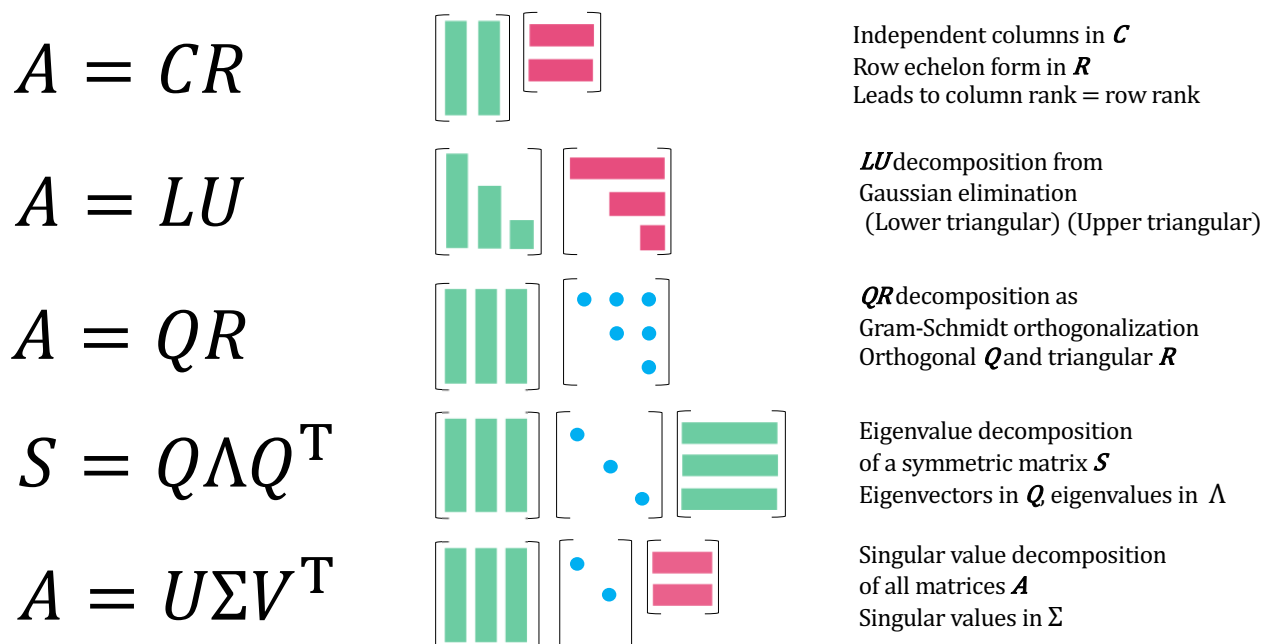 A = CR
Independent columns in C
Row echelon form in R
Leads to column rank = row rank
A = LU
LU decomposition from
Gaussian elimination
(Lower triangular) (Upper triangular)
A = QR
QR decomposition as
Gram-Schmidt orthogonalization
Orthogonal Q and triangular R
S = QΛQᵀ
Eigenvalue decomposition
of a symmetric matrix S
Eigenvectors in Q, eigenvalues in Λ
A = UΣVᵀ
Singular value decomposition
of all matrices A
Singular values in Σ